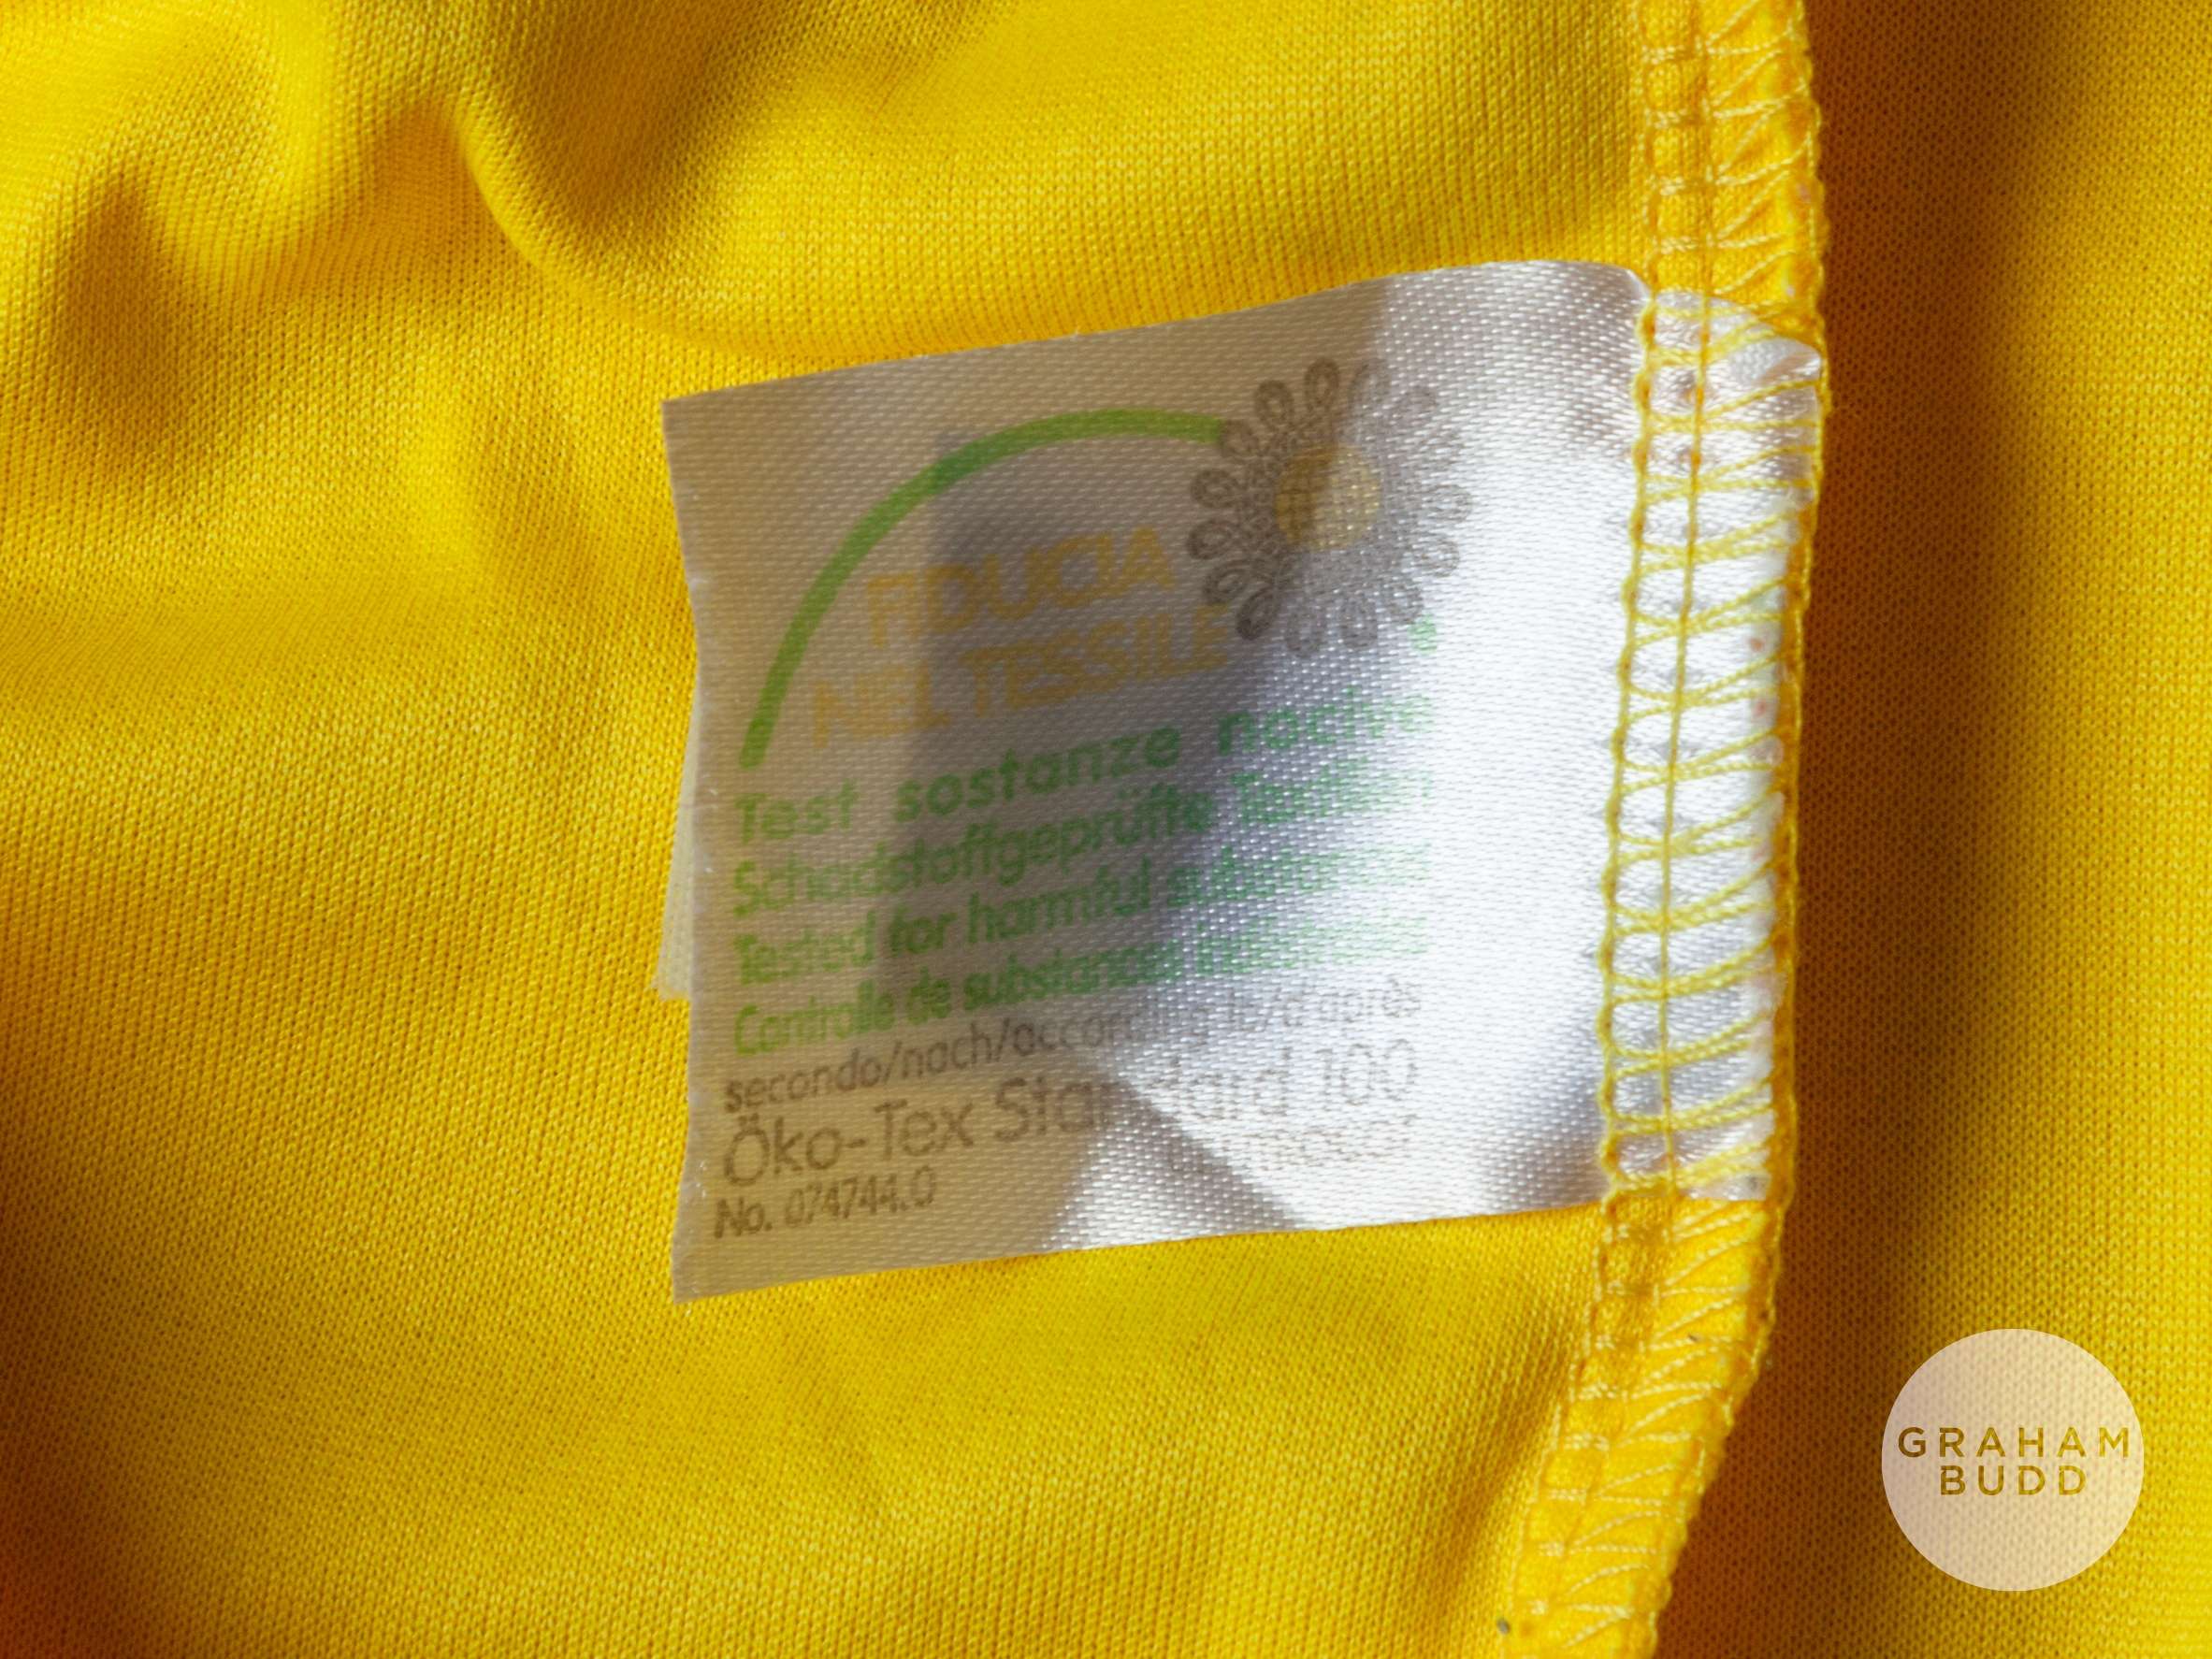 FIDUCIA
NEL TESSILE
Test sostanze nocive
Schadstoffgeprüfte Textilien
Tested for harmful substances
Controlle de substances indésirables
secondo/nach/according to/d'après
Öko-Tex Standard 100
No. 074744.0
GRAHAM
BUDD